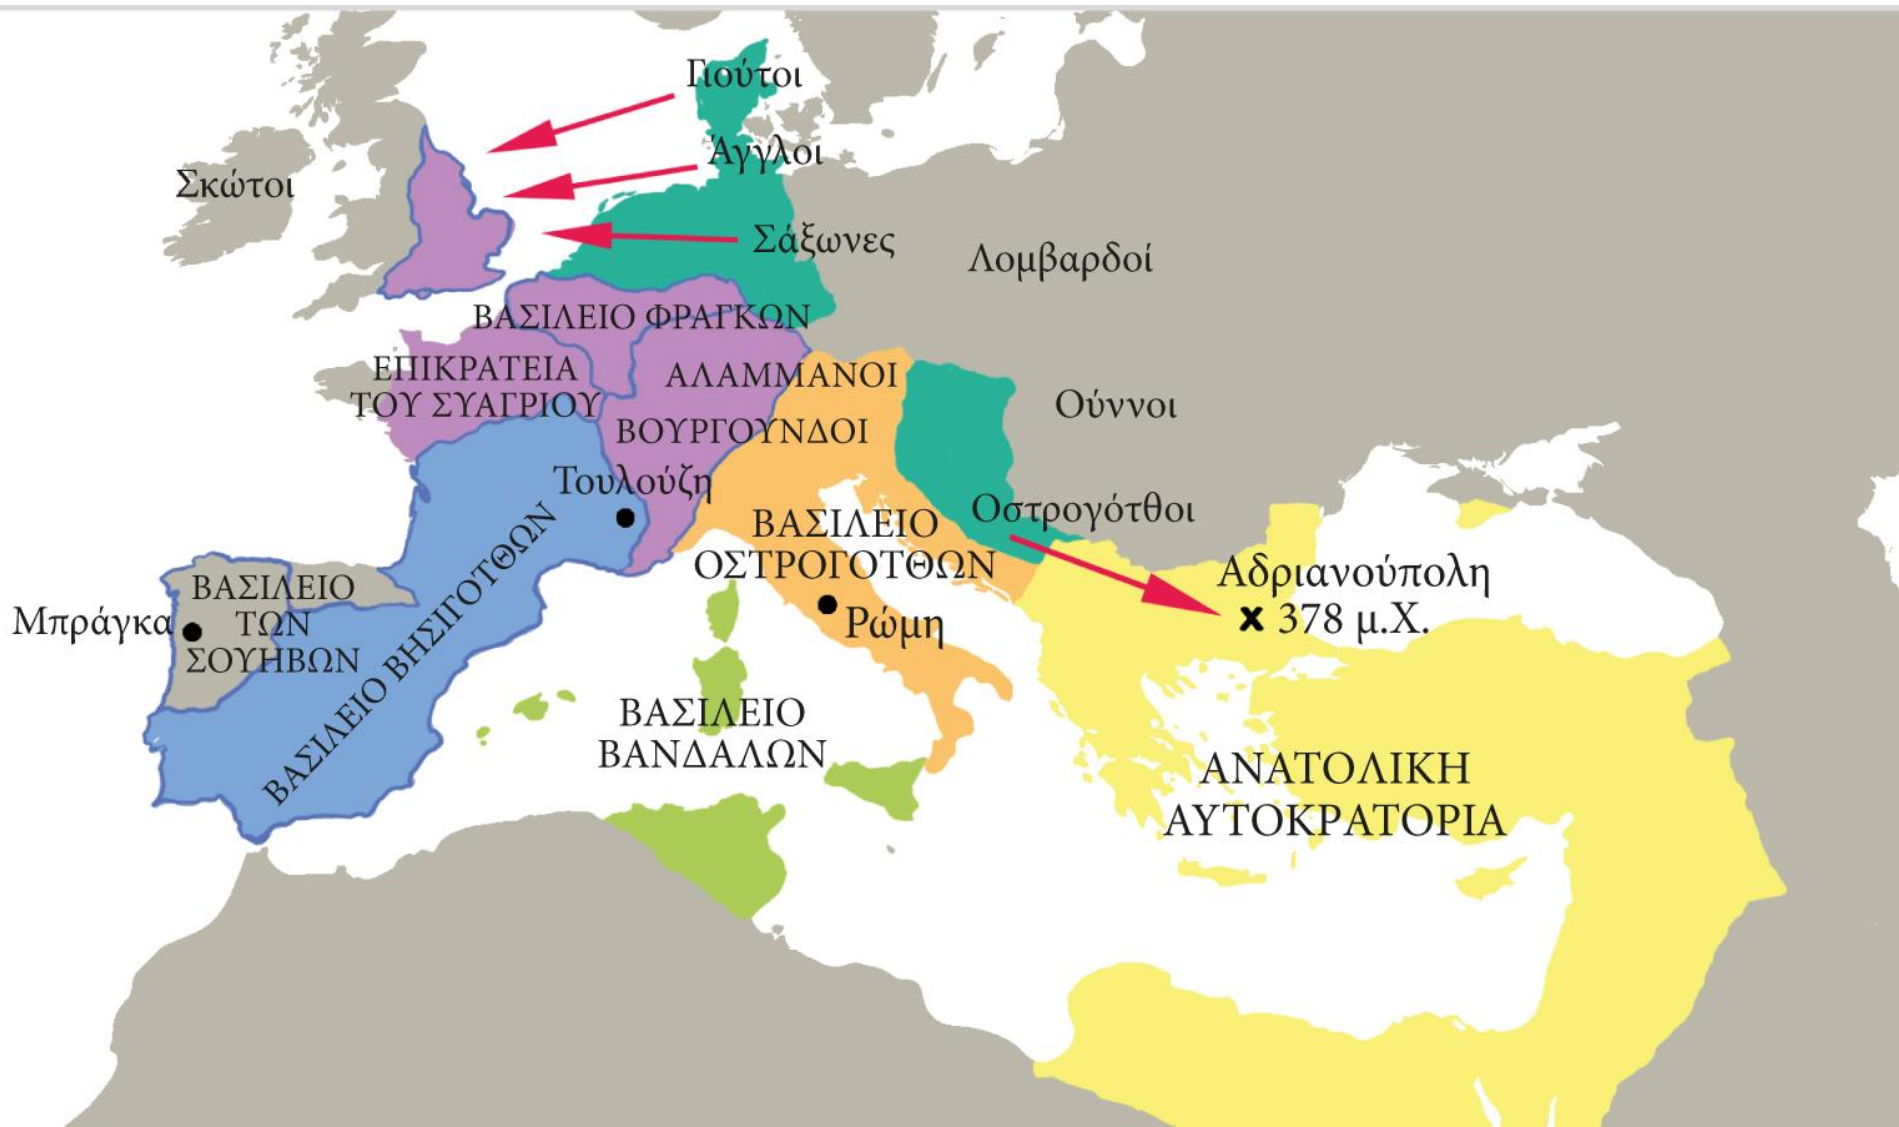 Γιούτοι
Άγγλοι
Σκώτοι
Σάξωνες
Λομβαρδοί
ΒΑΣΙΛΕΙΟ ΦΡΑΓΚΩΝ
ΕΠΙΚΡΑΤΕΙΑ
ΤΟΥ ΣΥΑΓΡΙΟΥ
ΑΛΑΜΜΑΝΟΙ
Ούννοι
ΒΟΥΡΓΟΥΝΔΟΙ
Τουλούζη
Οστρογότθοι
ΒΑΣΙΛΕΙΟ
ΟΣΤΡΟΓΟΤΘΩΝ
Αδριανούπολη
x 378 μ.Χ.
ΒΑΣΙΛΕΙΟ
ΤΩΝ
ΣΟΥΗΒΩΝ
Μπράγκα
Ρώμη
ΒΑΣΙΛΕΙΟ ΒΗΣΙΓΟΤΘΩΝ
ΒΑΣΙΛΕΙΟ
ΒΑΝΔΑΛΩΝ
ΑΝΑΤΟΛΙΚΗ
ΑΥΤΟΚΡΑΤΟΡΙΑ